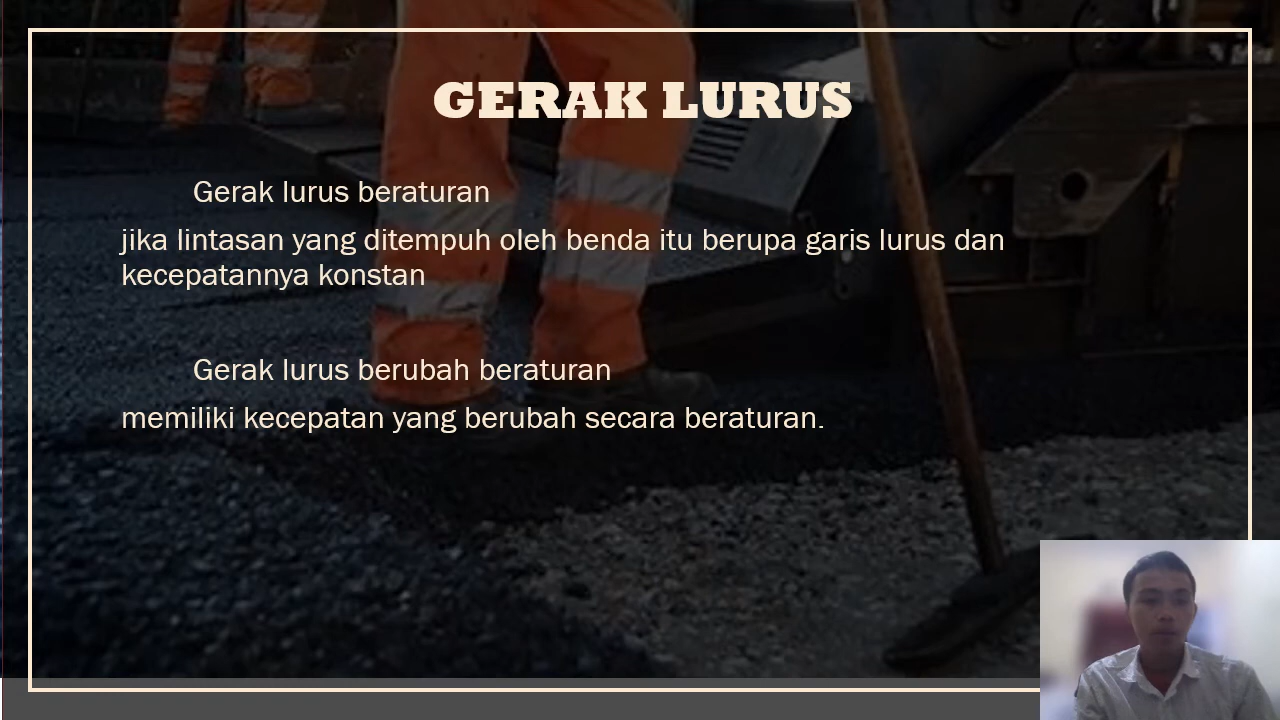 GERAK LURUS
Gerak lurus beraturan
jika lintasan yang ditempuh oleh benda itu berupa garis lurus dan
kecepatannya konstan
Gerak lurus berubah beraturan
memiliki kecepatan yang berubah secara beraturan.